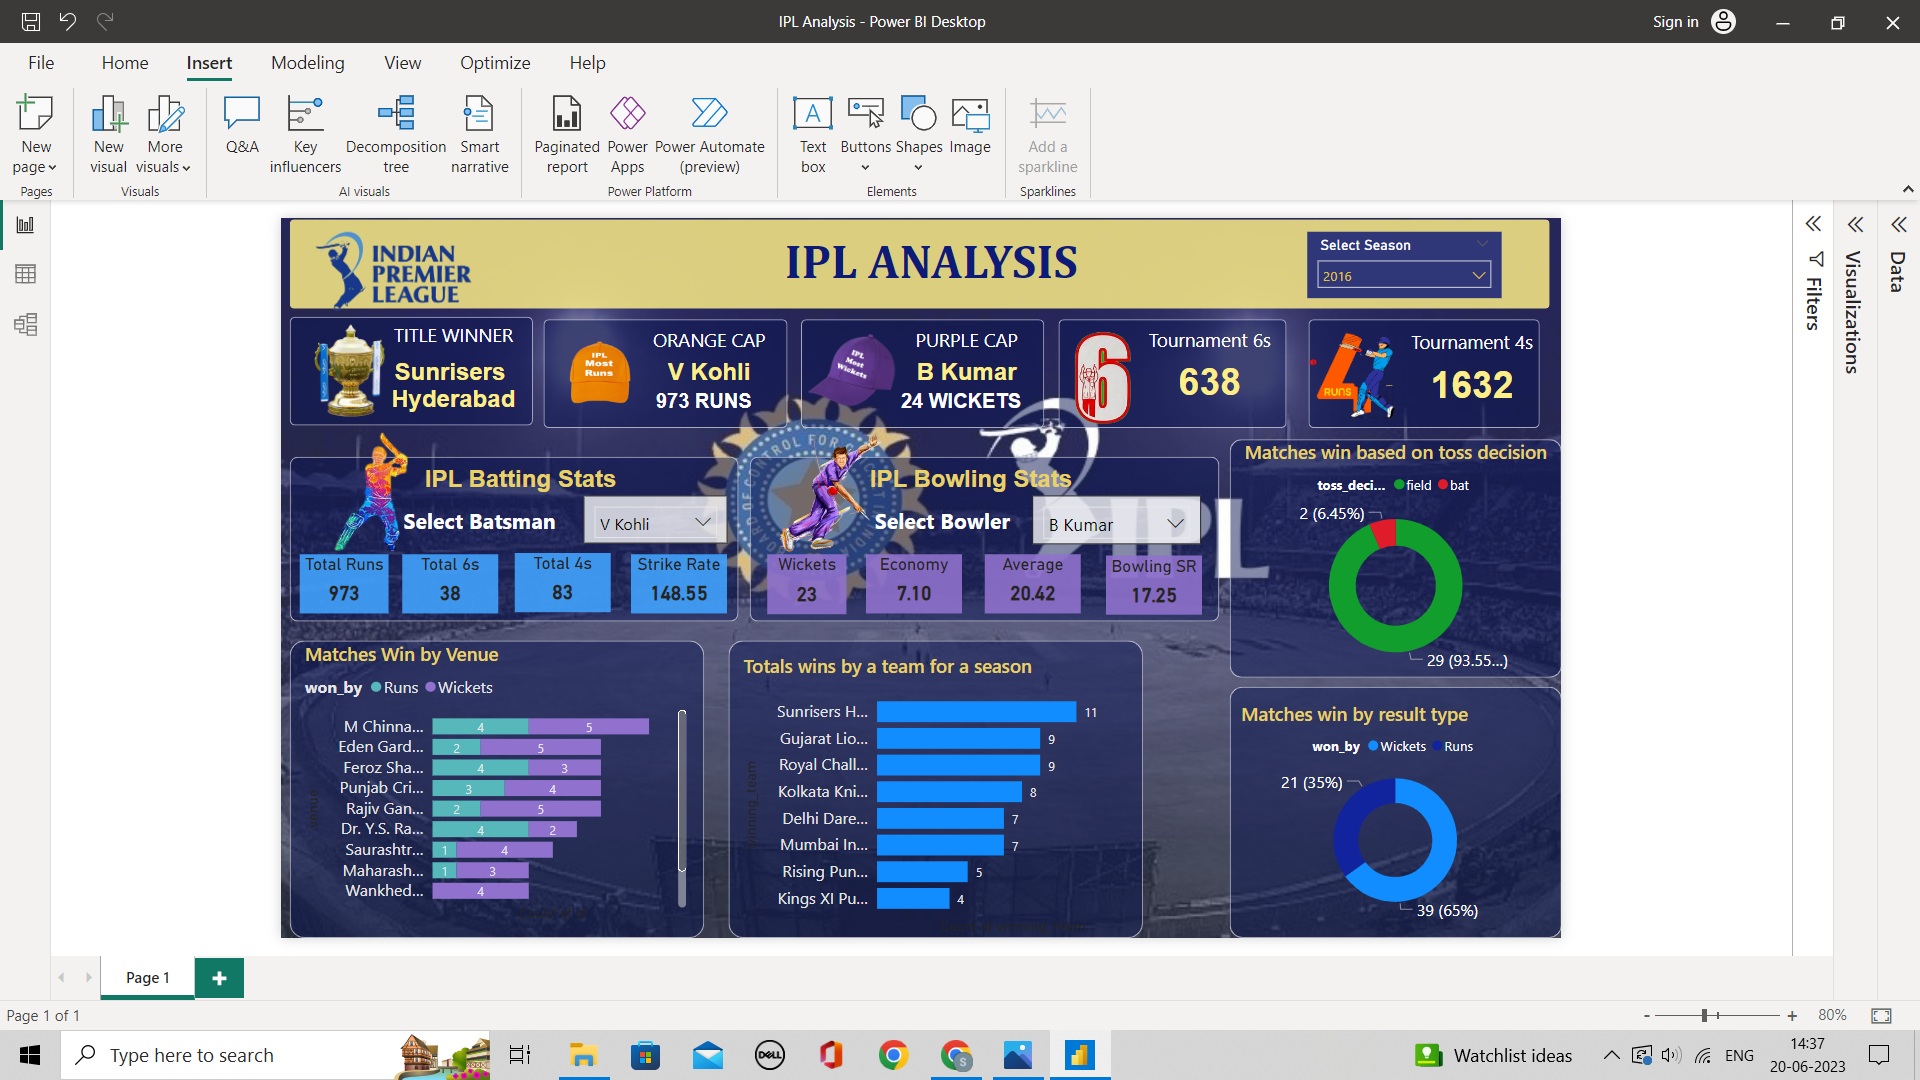 IPL Analysis - Power BI Desktop
Sign in
File Home Insert Modeling View Optimize Help
New page
New visual
More visuals
Q&A
Key influencers
Decomposition tree
Smart narrative
Paginated report
Power Apps
Power Automate (preview)
Text box
Buttons
Shapes
Image
Add a sparkline
Pages
Visuals
AI visuals
Power Platform
Elements
Sparklines
INDIAN
PREMIER
LEAGUE
IPL ANALYSIS
Select Season
2016
Filters
Visualizations
Data
TITLE WINNER
Sunrisers
Hyderabad
IPL
Most
Runs
ORANGE CAP
V Kohli
973 RUNS
IPL
Most
Wickets
PURPLE CAP
B Kumar
24 WICKETS
6
Tournament 6s
638
4
RUNS
Tournament 4s
1632
IPL Batting Stats
Select Batsman
V Kohli
Total Runs
973
Total 6s
38
Total 4s
83
Strike Rate
148.55
IPL Bowling Stats
Select Bowler
B Kumar
Wickets
23
Economy
7.10
Average
20.42
Bowling SR
17.25
IPL
Matches win based on toss decision
toss_deci... field bat
2 (6.45%)
29 (93.55...)
Matches Win by Venue
won_by Runs Wickets
venue
M Chinna... 4 5
Eden Gard... 2 5
Feroz Sha... 4 3
Punjab Cri... 3 4
Rajiv Gan... 2 5
Dr. Y.S. Ra... 4 2
Saurashtr... 1 4
Maharash... 1 3
Wankhed... 4
Totals wins by a team for a season
winning_team
Sunrisers H... 11
Gujarat Lio... 9
Royal Chall... 9
Kolkata Kni... 8
Delhi Dare... 7
Mumbai In... 7
Rising Pun... 5
Kings XI Pu... 4
Matches win by result type
won_by Wickets Runs
21 (35%)
39 (65%)
Page 1
Page 1 of 1
- + 80%
Type here to search
DELL
S
Watchlist ideas
ENG
14:37
20-06-2023